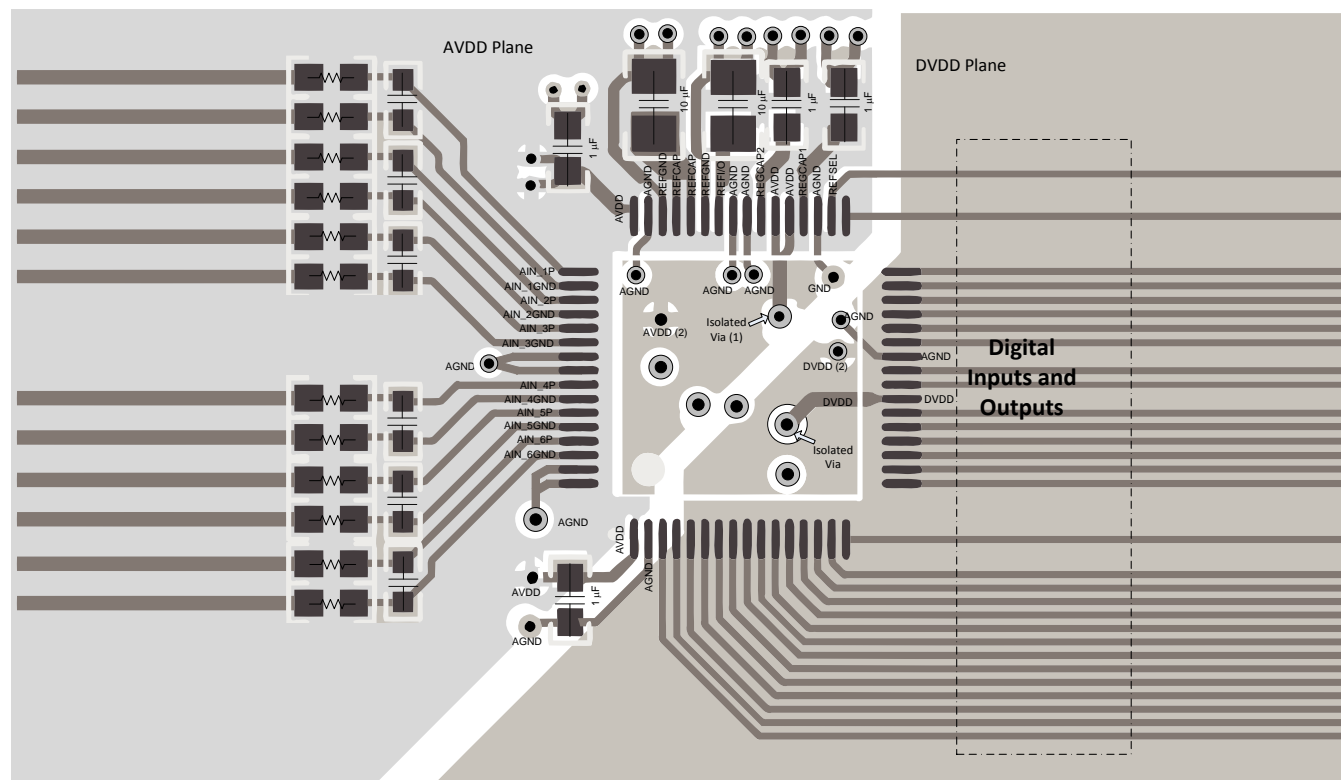 AVDD Plane
DVDD Plane
10 µF
10 µF
1 µF
1 µF
1 µF
AVDD
AGND
REFGND
REFCAP
REFCAP
REFGND
REFI/O
AGND
AGND
REGCAP2
AVDD
AVDD
REGCAP1
AGND
REFSEL
AIN_1P
AIN_1GND
AIN_2P
AIN_2GND
AIN_3P
AIN_3GND
AGND
AIN_4P
AIN_4GND
AIN_5P
AIN_5GND
AIN_6P
AIN_6GND
AGND
AGND
AGND
AGND
GND
AVDD (2)
Isolated
Via (1)
AGND
DVDD (2)
AGND
DVDD
DVDD
Isolated
Via
Digital
Inputs and
Outputs
AVDD
AGND
AVDD
1 µF
AGND